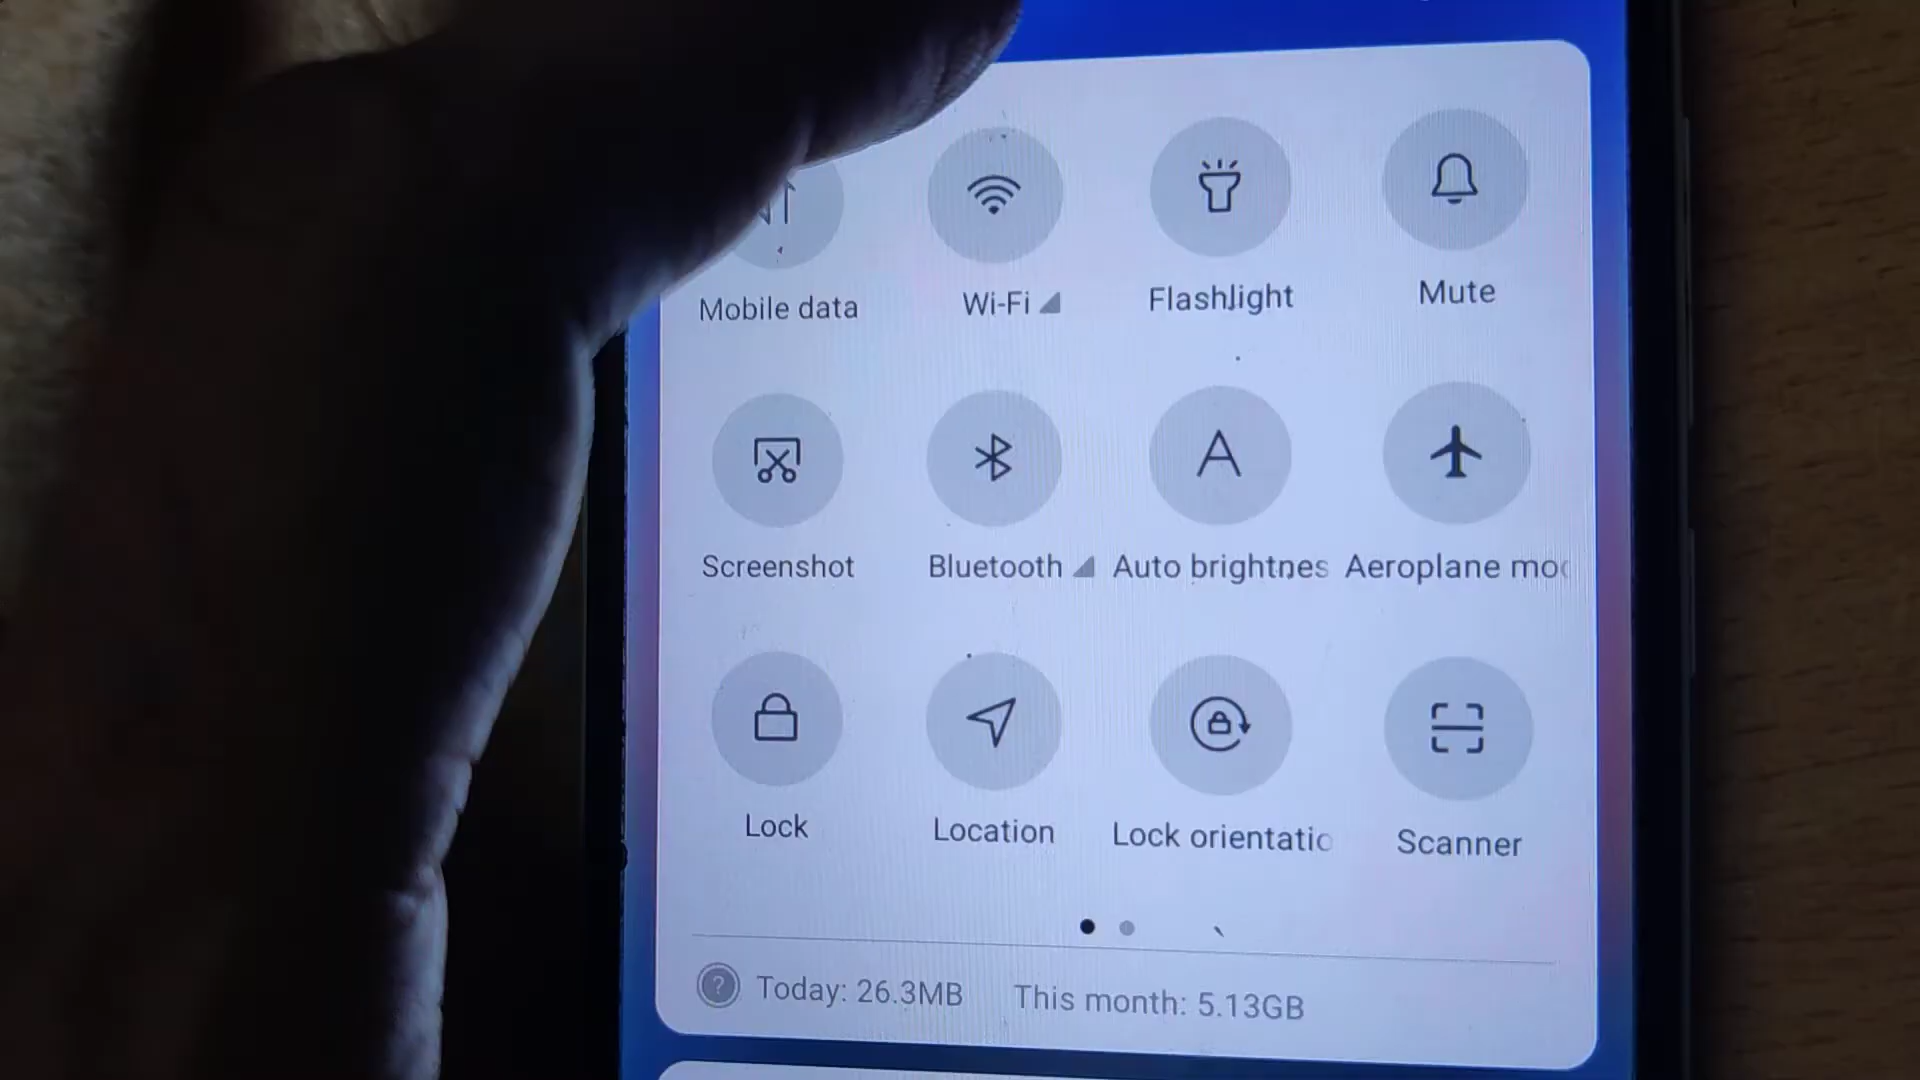 Mobile data Wi-Fi Flashlight Mute
Screenshot Bluetooth Auto brightnes Aeroplane mo
Lock Location Lock orientatio Scanner
? Today: 26.3MB This month: 5.13GB